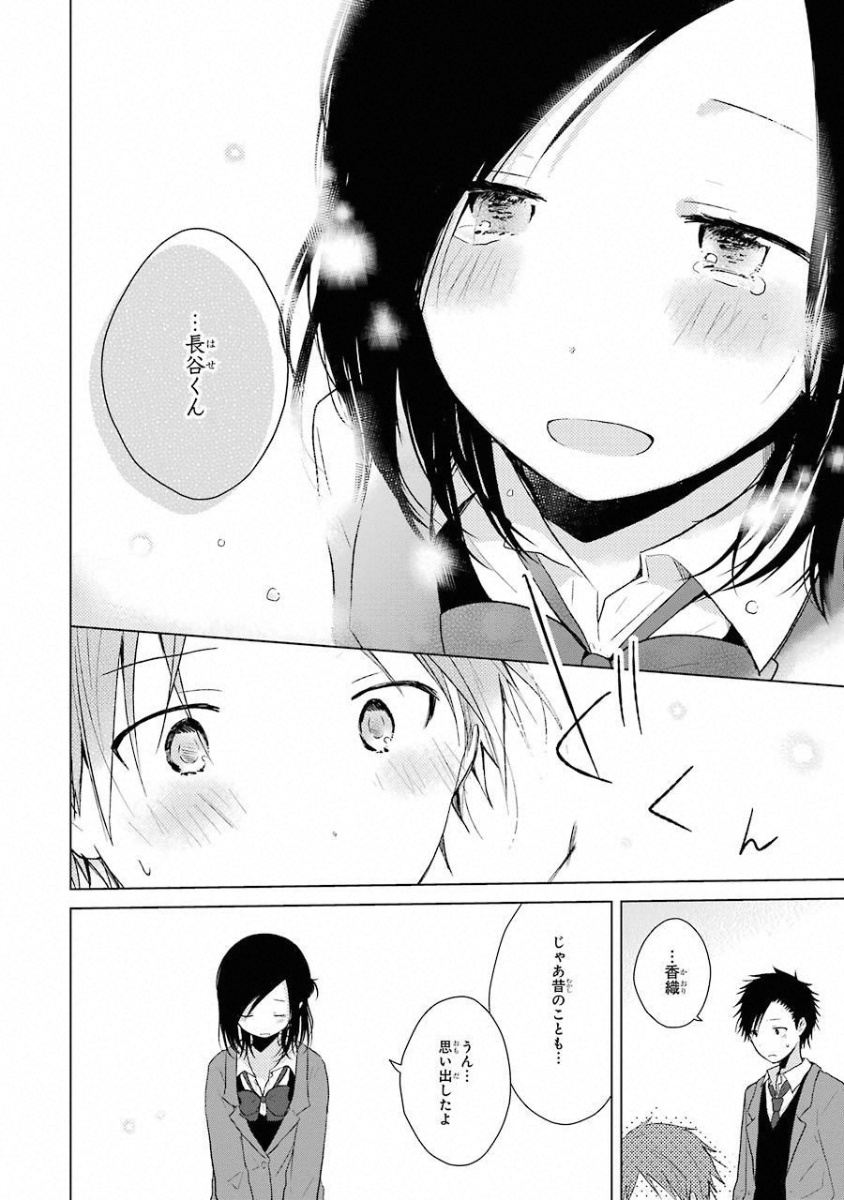 …長谷くん
ぐくん
…香織
じゃあ昔のことも…
うん…
思い出したよ